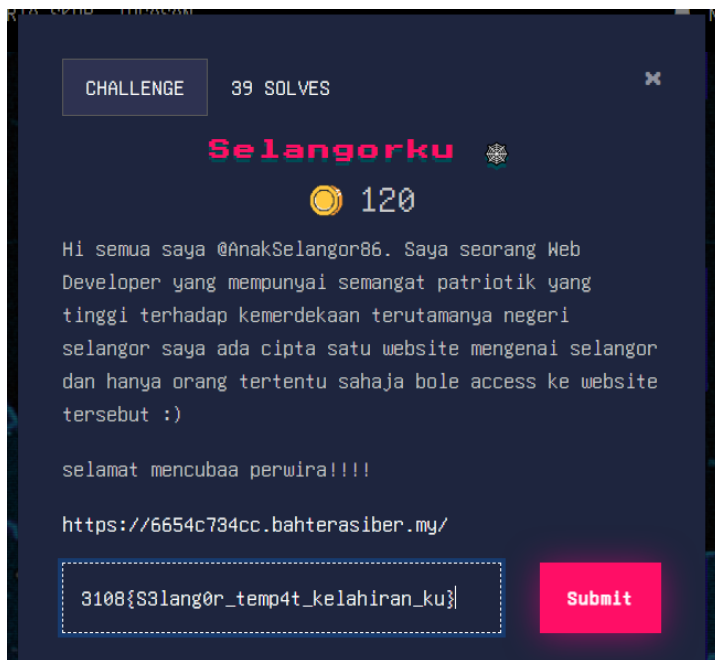 CHALLENGE
39 SOLVES
Selangorku
120
Hi semua saya @AnakSelangor86. Saya seorang Web
Developer yang mempunyai semangat patriotik yang
tinggi terhadap kemerdekaan terutamanya negeri
selangor saya ada cipta satu website mengenai selangor
dan hanya orang tertentu sahaja bole access ke website
tersebut :)
selamat mencubaa perwira!!!!
https://6654c734cc.bahterasiber.my/
3108{S3lang0r_temp4t_kelahiran_ku}
Submit